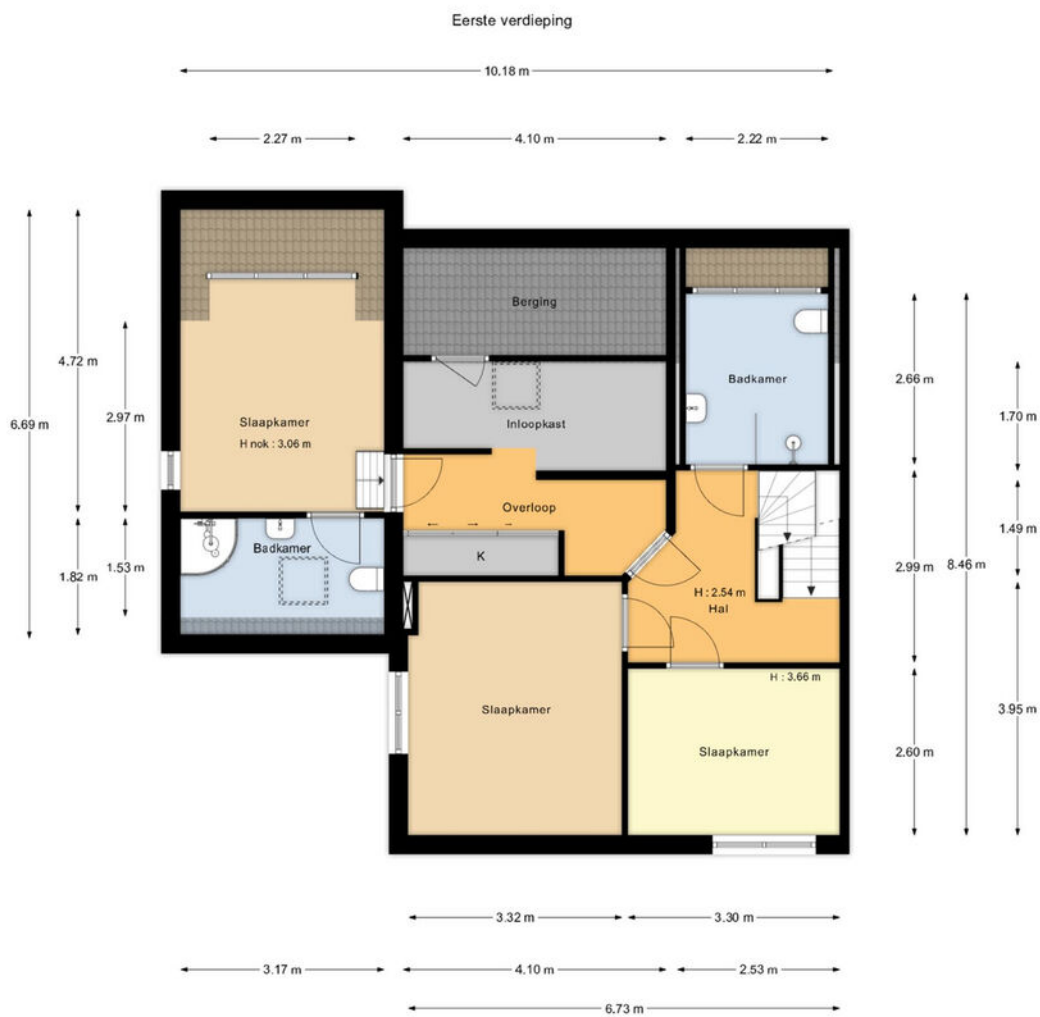 Eerste verdieping
10.18 m
2.27 m
4.10 m
2.22 m
Berging
4.72 m
2.66 m
Badkamer
2.97 m
1.70 m
6.69 m
Slaapkamer
Inloopkast
H nok : 3.06 m
Overloop
1.49 m
Badkamer
K
1.82 m
1.53 m
2.99 m
8.46 m
H : 2.54 m
Hal
H : 3.66 m
Slaapkamer
3.95 m
Slaapkamer
2.60 m
3.32 m
3.30 m
3.17 m
4.10 m
2.53 m
6.73 m